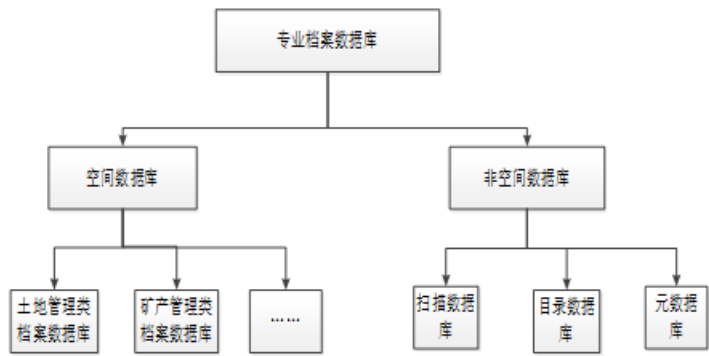 专业档案数据库
空间数据库
非空间数据库
土地管理类
档案数据库
矿产管理类
档案数据库
……
扫描数据
库
目录数据
库
元数据
库